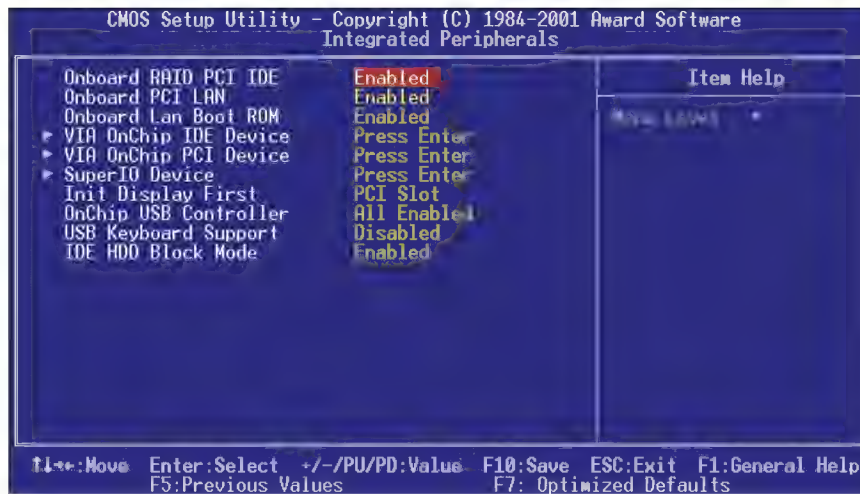 CMOS Setup Utility – Copyright (C) 1984-2001 Award Software
Integrated Peripherals
Onboard RAID PCI IDE Enabled
Onboard PCI LAN Enabled
Onboard Lan Boot ROM Enabled
► VIA OnChip IDE Device Press Enter
► VIA OnChip PCI Device Press Enter
► SuperIO Device Press Enter
Init Display First PCI Slot
OnChip USB Controller All Enabled
USB Keyboard Support Disabled
IDE HDD Block Mode Enabled
Item Help
Menu Level ►
↑↓→←:Move Enter:Select +/-/PU/PD:Value F10:Save ESC:Exit F1:General Help
F5:Previous Values F7: Optimized Defaults